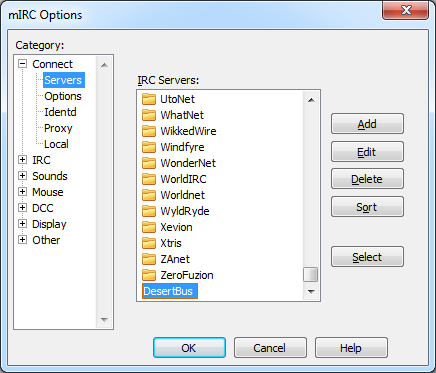 mIRC Options
Category:
Connect
Servers
Options
Identd
Proxy
Local
IRC
Sounds
Mouse
DCC
Display
Other
IRC Servers:
UtoNet
WhatNet
WikkedWire
Windfyre
WonderNet
WorldIRC
Worldnet
WyldRyde
Xevion
Xtris
ZAnet
ZeroFuzion
DesertBus
Add
Edit
Delete
Sort
Select
OK
Cancel
Help